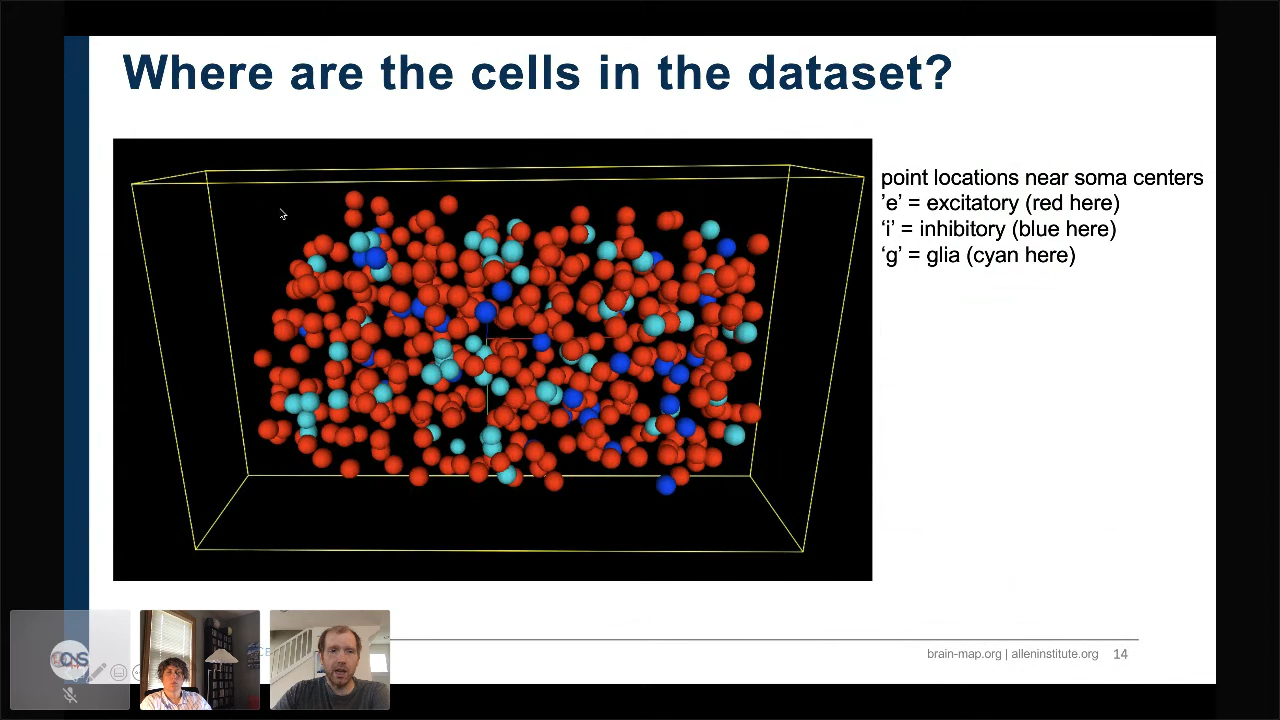 Where are the cells in the dataset?
point locations near soma centers
’e’ = excitatory (red here)
‘i’ = inhibitory (blue here)
‘g’ = glia (cyan here)
brain-map.org | alleninstitute.org 14